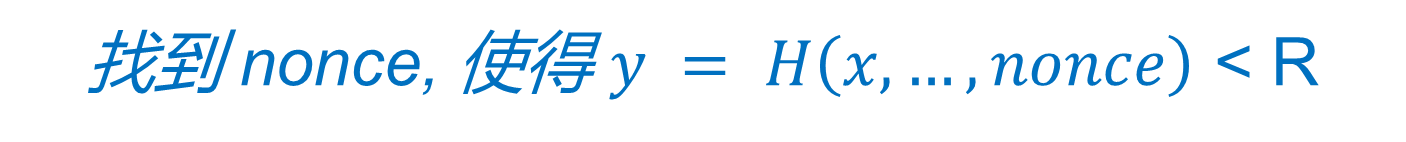 找到 nonce, 使得 y = H(x, … , nonce) < R